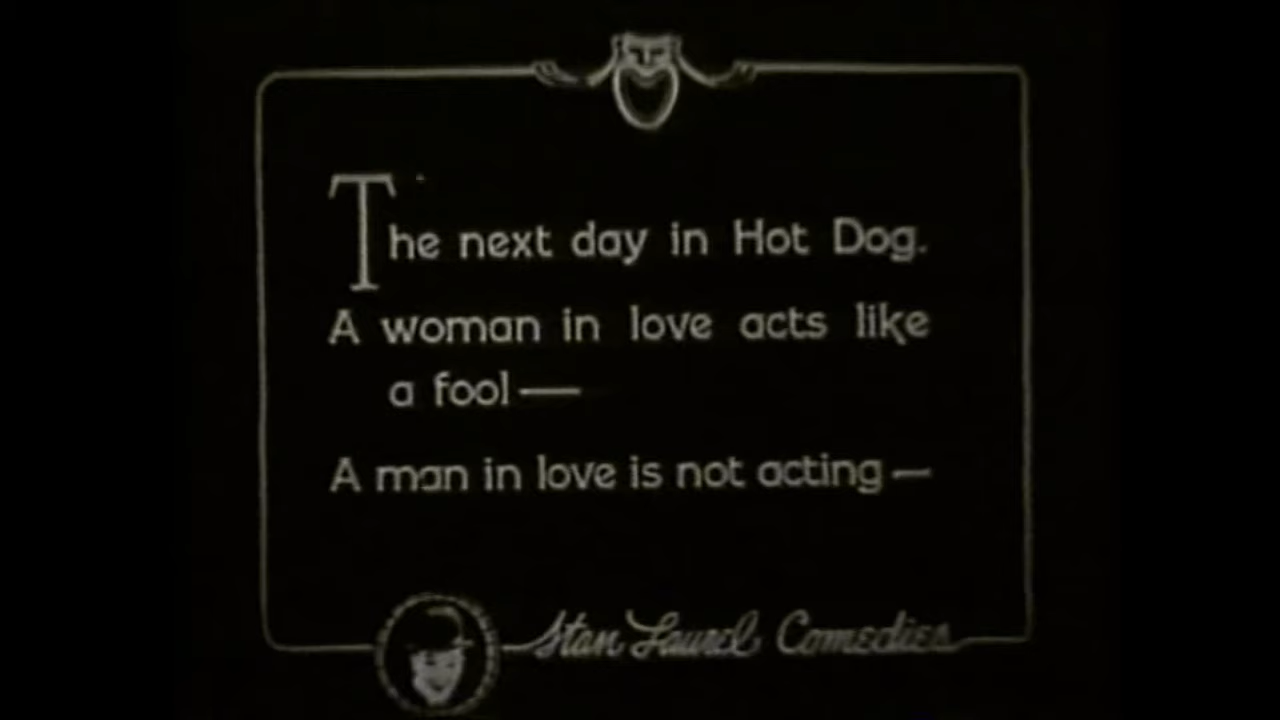 The next day in Hot Dog.
A woman in love acts like
a fool —
A man in love is not acting —
Stan Laurel Comedies